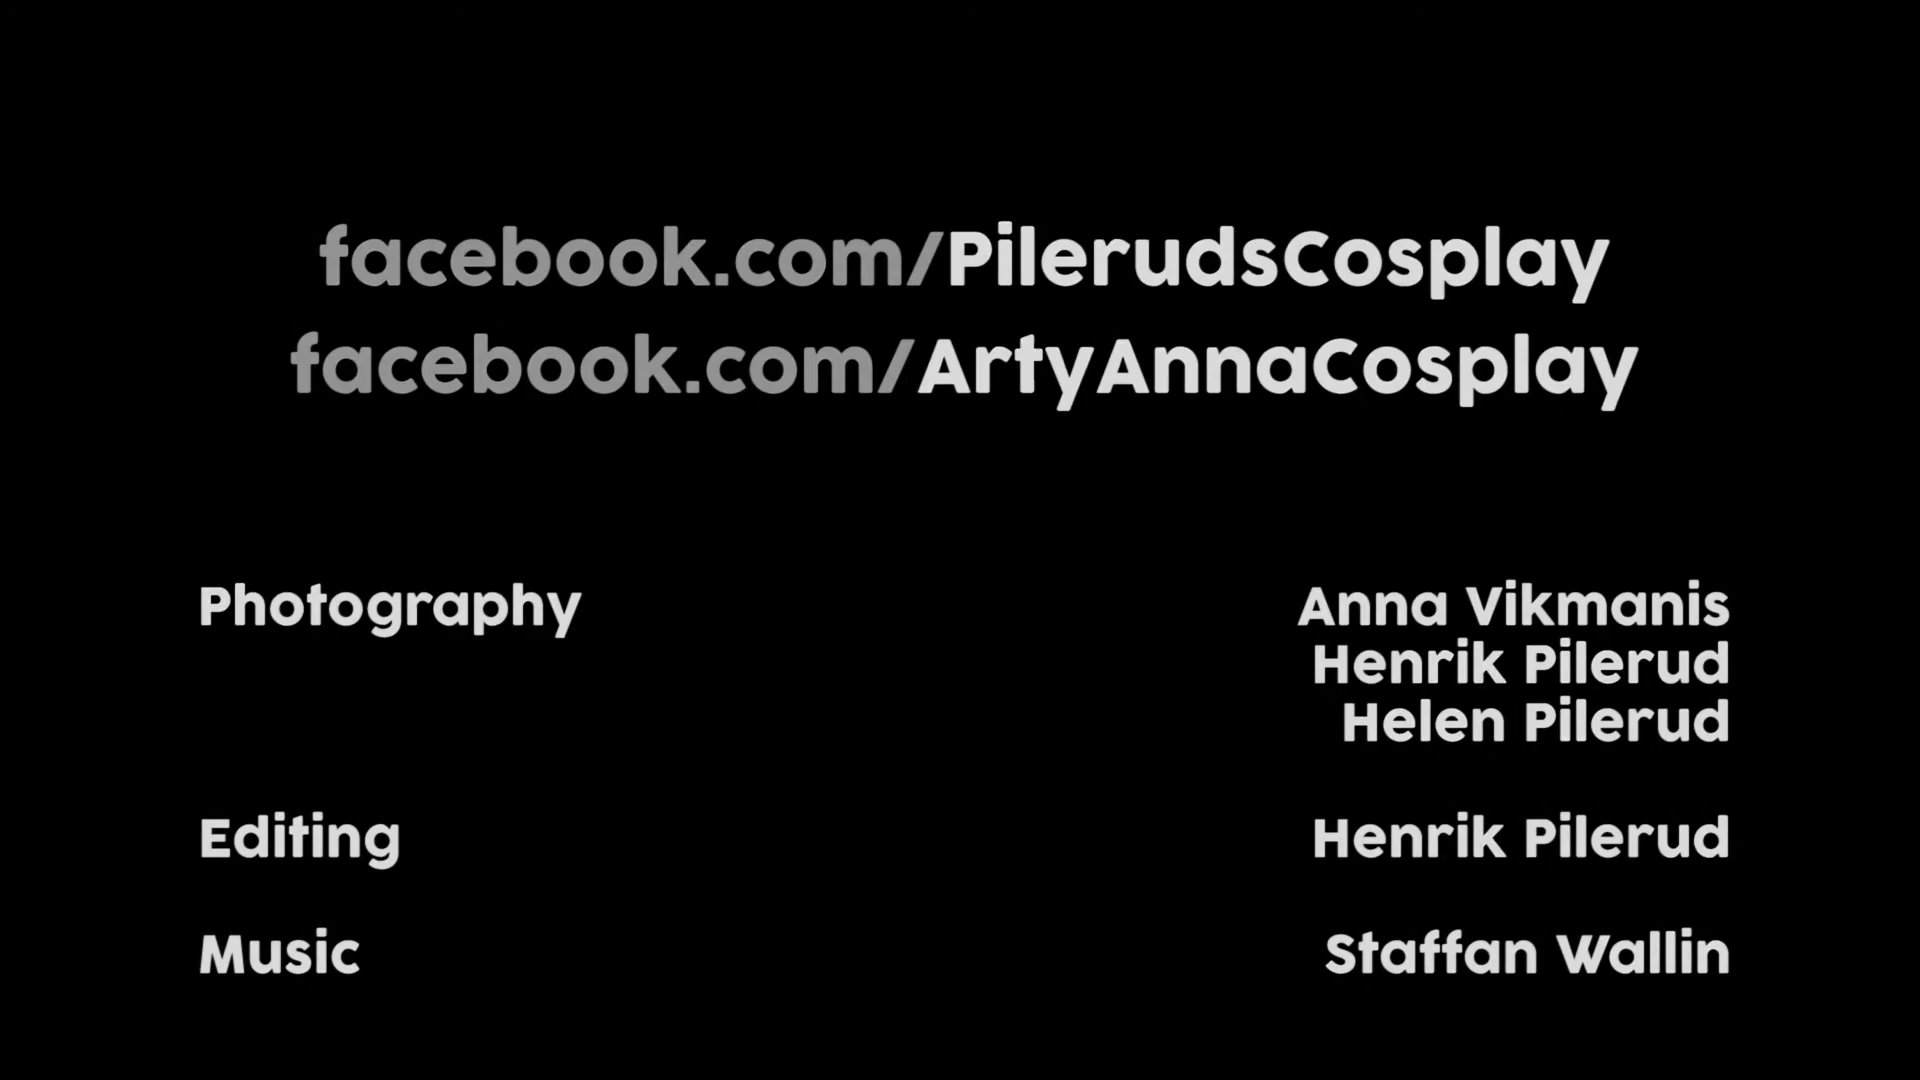 facebook.com/PilerudsCosplay
facebook.com/ArtyAnnaCosplay
Photography Anna Vikmanis
Henrik Pilerud
Helen Pilerud
Editing Henrik Pilerud
Music Staffan Wallin